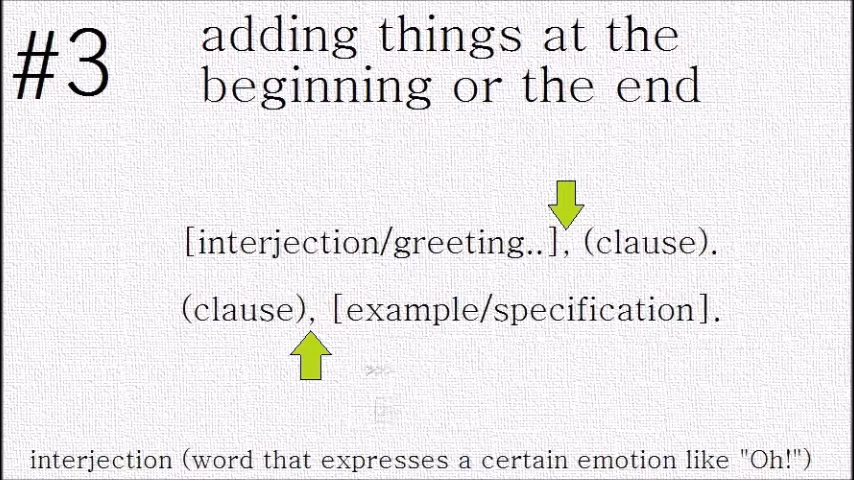 #3
adding things at the
beginning or the end
[interjection/greeting..], (clause).
(clause), [example/specification].
interjection (word that expresses a certain emotion like "Oh!")